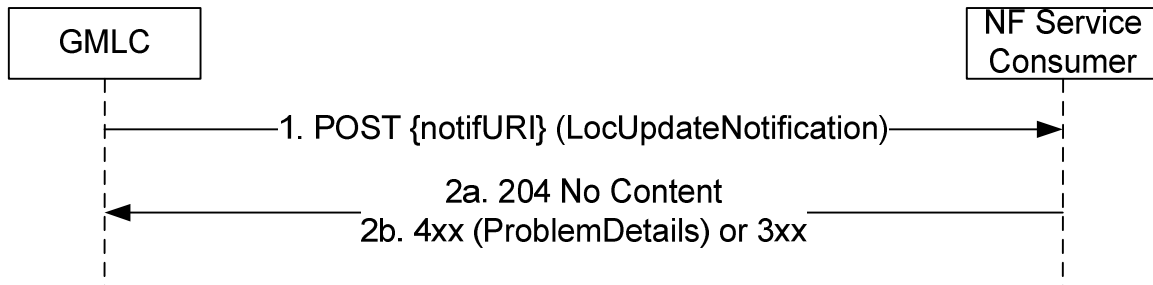 GMLC
NF Service
Consumer
1. POST {notifURI} (LocUpdateNotification)
2a. 204 No Content
2b. 4xx (ProblemDetails) or 3xx